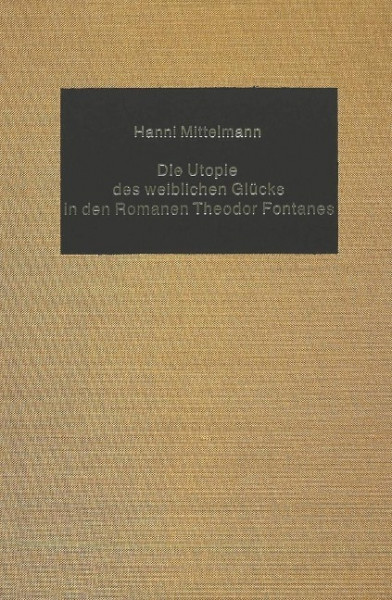 Hanni Mittelmann
Die Utopie
des weiblichen Glücks
in den Romanen Theodor Fontanes